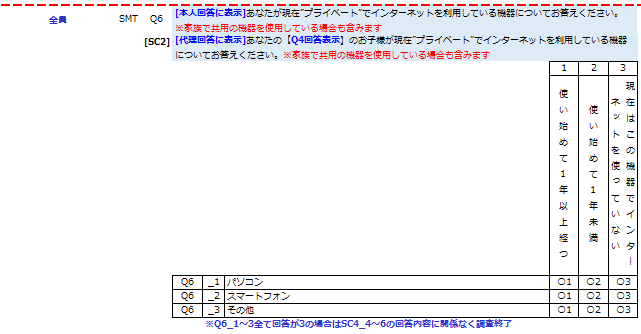 全員 SMT Q6 [本人回答に表示]あなたが現在”プライベート”でインターネットを利用している機器についてお答えください。
※家族で共用の機器を使用している場合も含みます
[SC2] [代理回答に表示]あなたの【Q4回答表示】のお子様が現在”プライベート”でインターネットを利用している機器
についてお答え下さい。※家族で共用の機器を使用している場合も含みます
1 2 3
使い始めて1年以上経つ
使い始めて1年未満
現在はこの機器でインターネットを使っていない
Q6 _1 パソコン ○1 ○2 ○3
Q6 _2 スマートフォン ○1 ○2 ○3
Q6 _3 その他 ○1 ○2 ○3
※Q6_1～3全て回答が3の場合はSC4_4～6の回答内容に関係なく調査終了